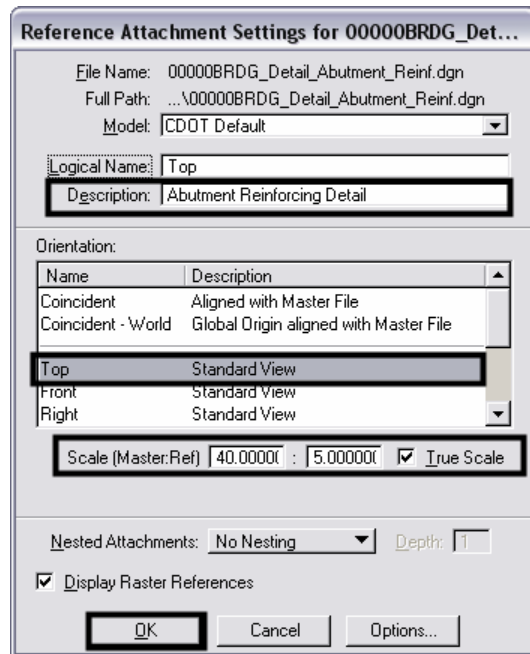 Reference Attachment Settings for 00000BRDG_Det...
File Name: 00000BRDG_Detail_Abutment_Reinf.dgn
Full Path: ...\00000BRDG_Detail_Abutment_Reinf.dgn
Model: CDOT Default
Logical Name: Top
Description: Abutment Reinforcing Detail
Orientation:
Name Description
Coincident Aligned with Master File
Coincident - World Global Origin aligned with Master File
Top Standard View
Front Standard View
Right Standard View
Scale (Master:Ref) 40.00000 : 5.000000 True Scale
Nested Attachments: No Nesting Depth: 1
Display Raster References
OK Cancel Options...